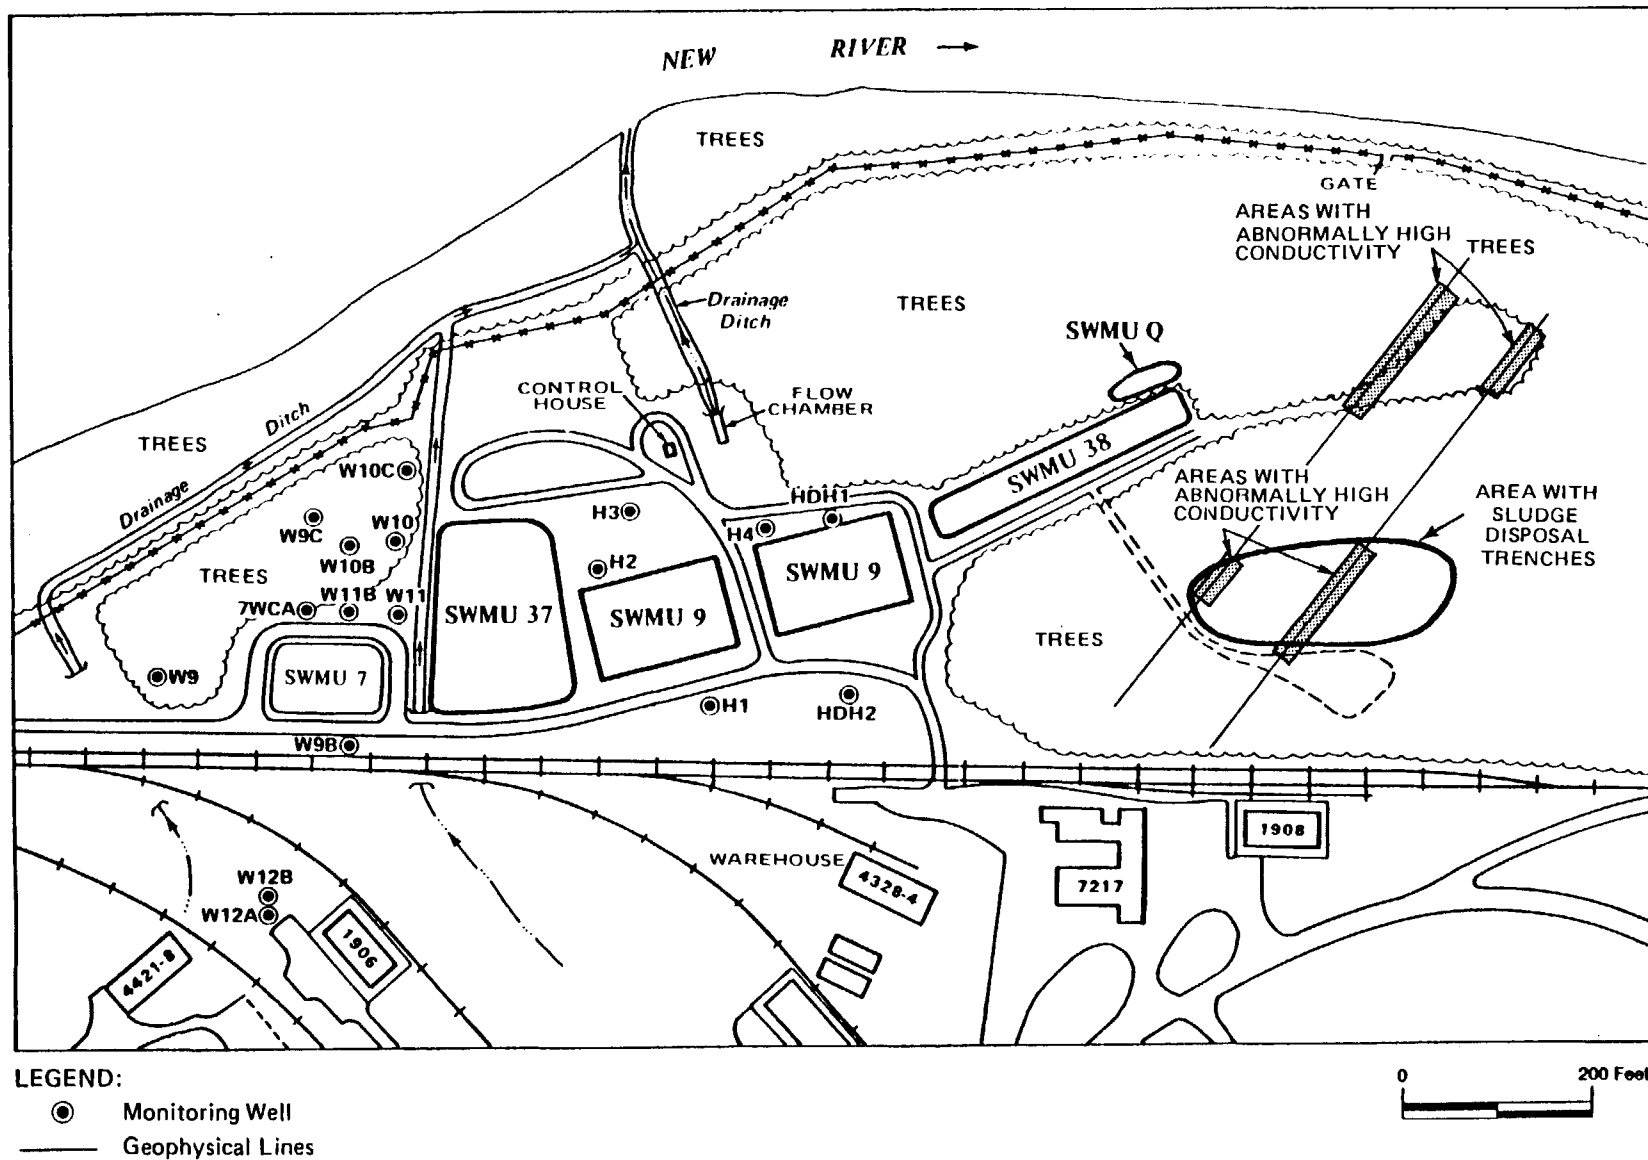 NEW RIVER
TREES
GATE
AREAS WITH
ABNORMALLY HIGH
CONDUCTIVITY
TREES
Drainage
Ditch
TREES
SWMU Q
CONTROL
HOUSE
FLOW
CHAMBER
Drainage Ditch
TREES
W10C
SWMU 38
AREAS WITH
ABNORMALLY HIGH
CONDUCTIVITY
AREA WITH
SLUDGE
DISPOSAL
TRENCHES
HDH1
H3
H4
W9C
W10
W10B
H2
SWMU 9
TREES
7WCA
W11B
W11
SWMU 37
SWMU 9
TREES
W9
SWMU 7
H1
HDH2
W9B
1908
WAREHOUSE
4328-4
7217
W12B
W12A
1906
4421-8
LEGEND:
Monitoring Well
Geophysical Lines
0 200 Feet